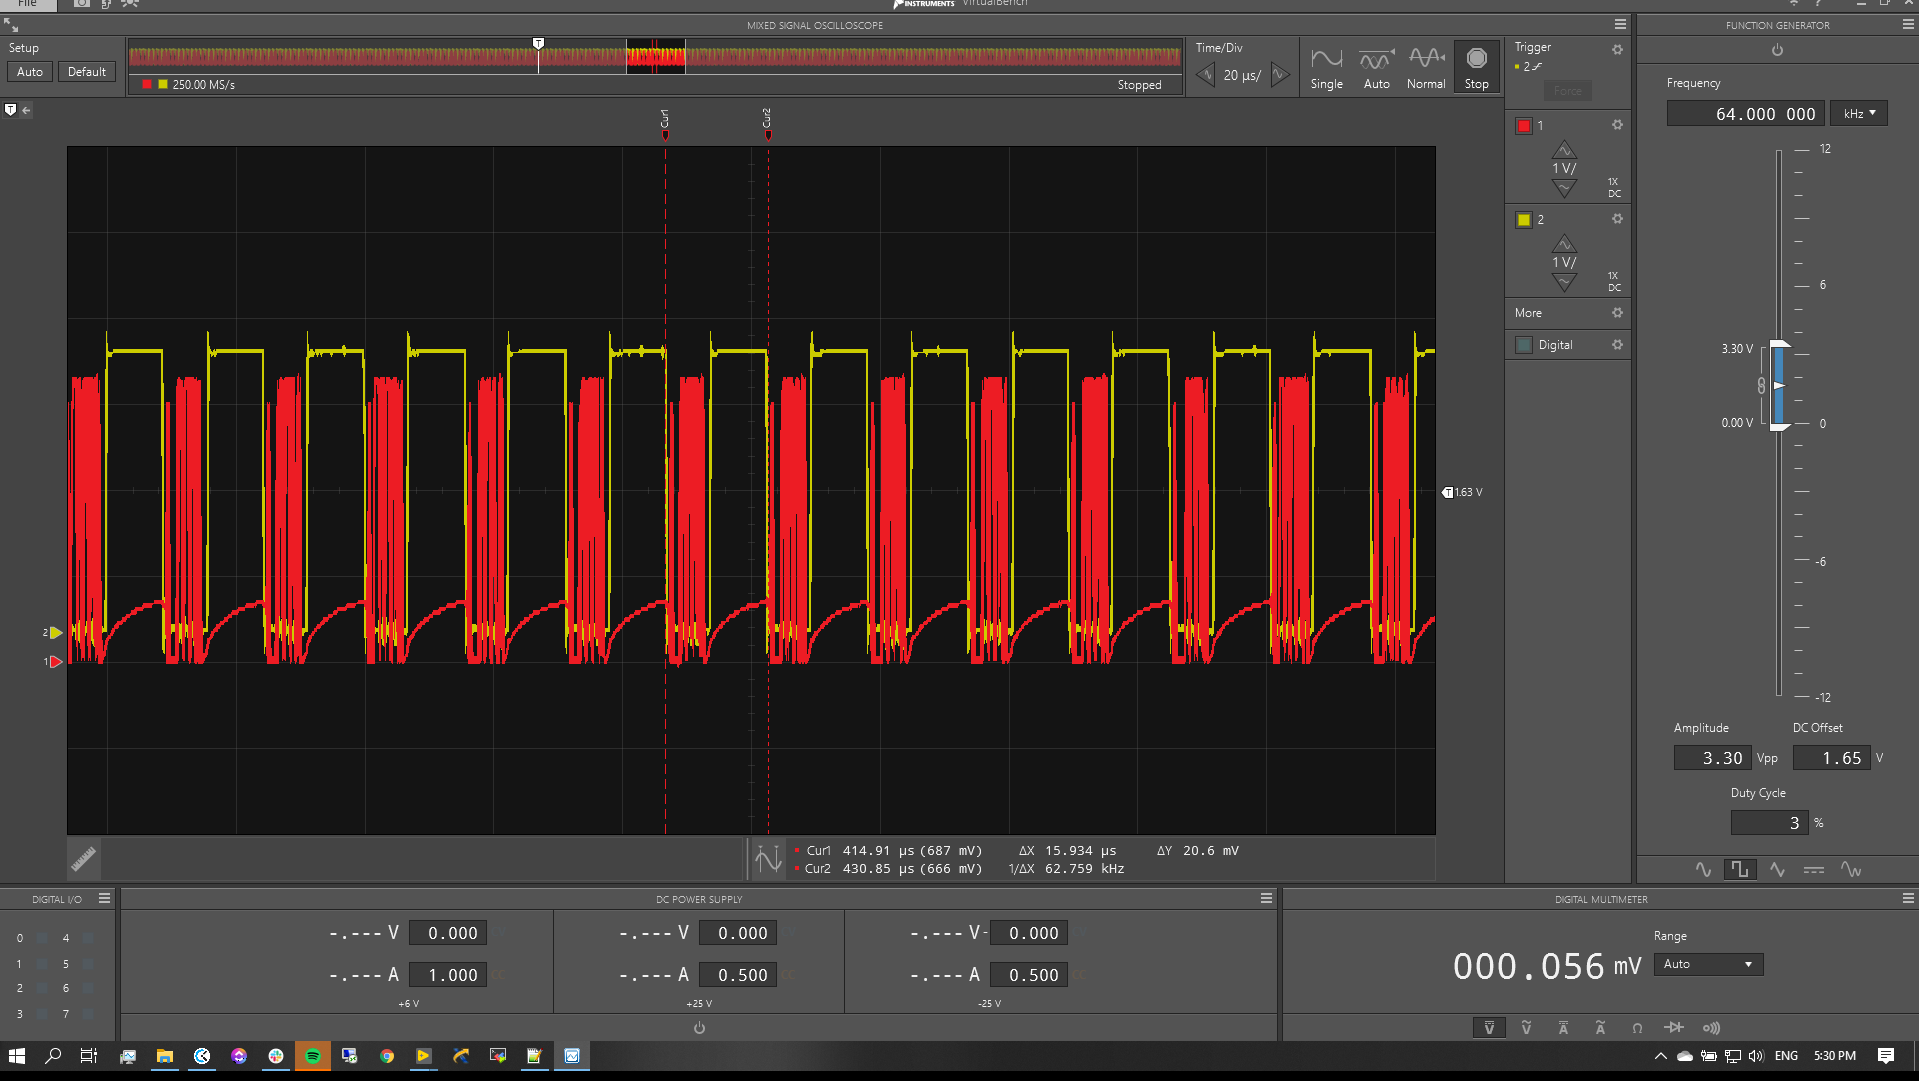 File
INSTRUMENTS VirtualBench
MIXED SIGNAL OSCILLOSCOPE
FUNCTION GENERATOR
Setup
Auto
Default
T
250.00 MS/s
Stopped
Time/Div
20 µs/
Single
Auto
Normal
Stop
Trigger
2
Force
T
Cur1
Cur2
1
1 V/
1X
DC
2
1 V/
1X
DC
More
Digital
2
1
T 1.63 V
Frequency
64.000 000
kHz
12
6
0
-6
-12
3.30 V
0.00 V
Amplitude
DC Offset
3.30 Vpp
1.65 V
Duty Cycle
3 %
Cur1 414.91 µs (687 mV) ΔX 15.934 µs ΔY 20.6 mV
Cur2 430.85 µs (666 mV) 1/ΔX 62.759 kHz
DIGITAL I/O
0 4
1 5
2 6
3 7
DC POWER SUPPLY
-.--- V 0.000
-.--- A 1.000
+6 V
-.--- V 0.000
-.--- A 0.500
+25 V
-.--- V - 0.000
-.--- A 0.500
-25 V
DIGITAL MULTIMETER
000.056 mV
Range
Auto
V
V
A
A
Ω
ENG
5:30 PM